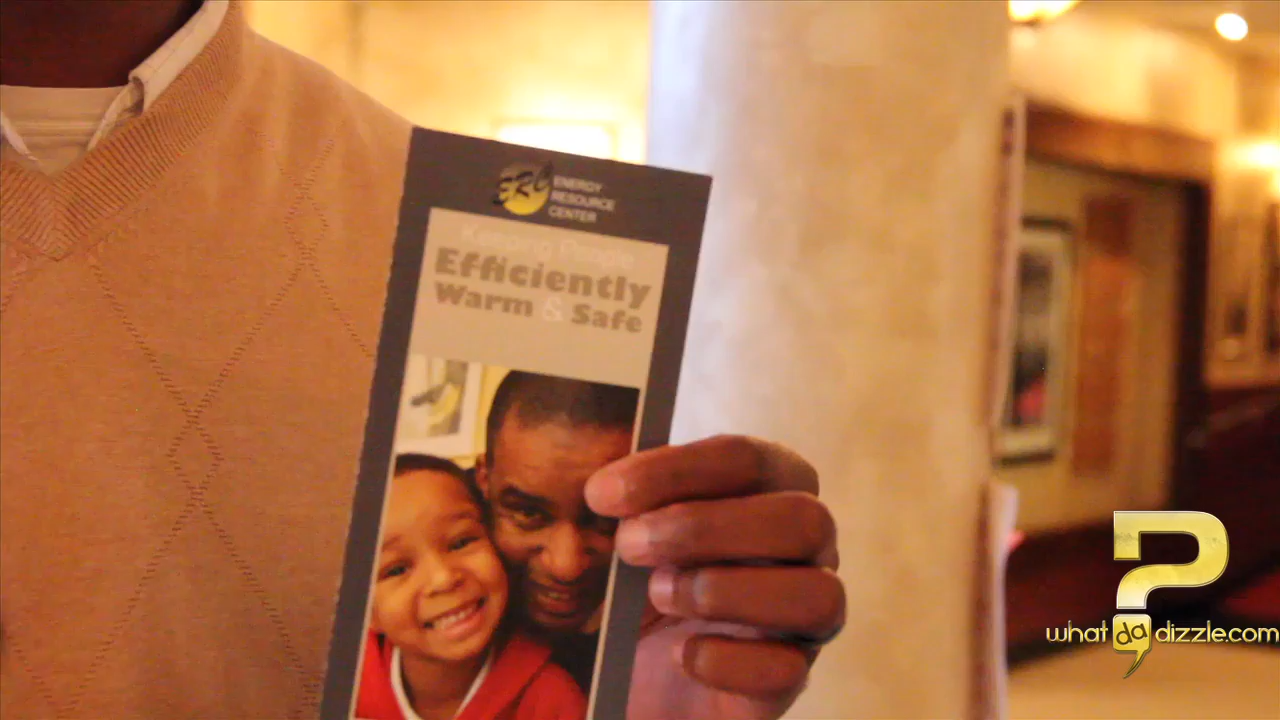 ERC ENERGY
RESOURCE
CENTER
Keeping People
Efficiently
Warm & Safe
?
what da dizzle.com